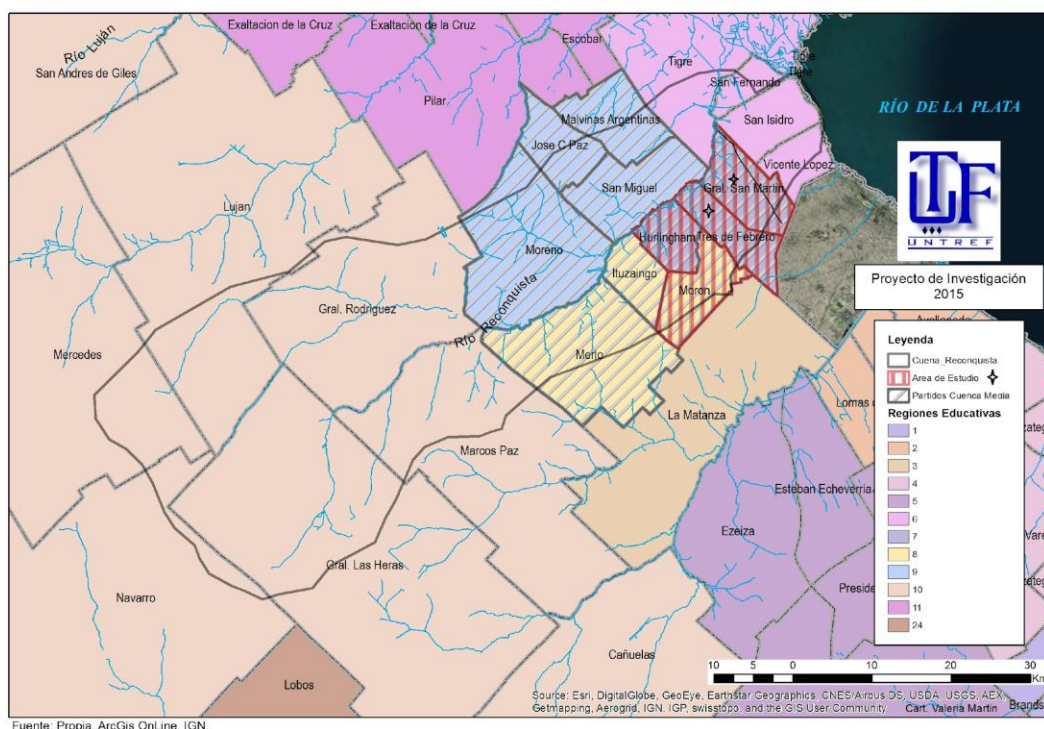 Exaltacion de la Cruz
Exaltacion de la Cruz
Escobar
Río Luján
San Andres de Giles
Tigre
Tigre
Tigre
San Fernando
Pilar
Malvinas Argentinas
San Isidro
RÍO DE LA PLATA
Jose C Paz
Vicente Lopez
San Miguel
Gral. San Martin
Lujan
Hurlingham
Tres de Febrero
Moreno
Ituzaingo
Moron
UNTREF
Proyecto de Investigación
2015
Gral. Rodriguez
Río Reconquista
Mercedes
Merlo
La Matanza
Marcos Paz
Esteban Echeverria
Ezeiza
Gral. Las Heras
Navarro
Cañuelas
Lobos
Leyenda
Cuena_Reconquista
Area de Estudio
Partidos Cuenca Media
Regiones Educativas
1
2
3
4
5
6
7
8
9
10
11
24
10 5 0 10 20 30
Km
Source: Esri, DigitalGlobe, GeoEye, Earthstar Geographics, CNES/Airbus DS, USDA, USGS, AEX,
Getmapping, Aerogrid, IGN, IGP, swisstopo, and the GIS User Community
Cart. Valeria Martin
Fuente: Propia, ArcGis OnLine, IGN.